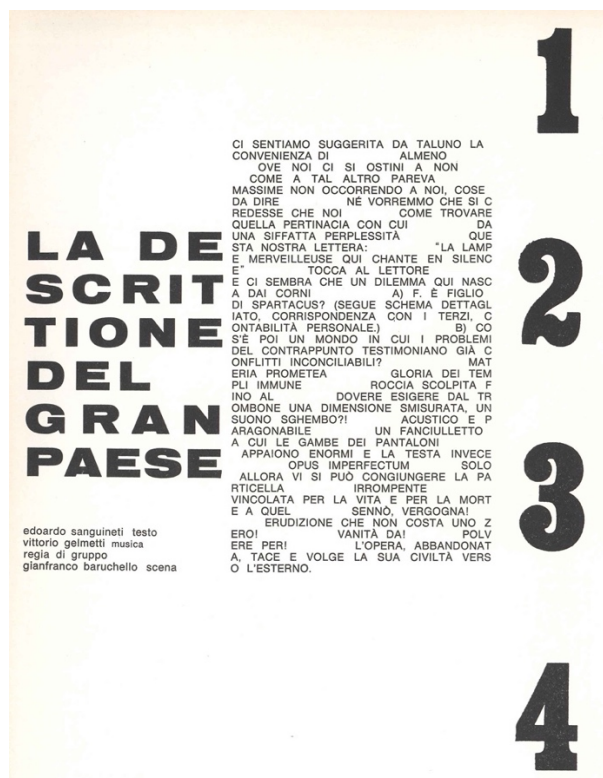 LA DE
SCRIT
TIONE
DEL
GRAN
PAESE
edoardo sanguineti testo
vittorio gelmetti musica
regia di gruppo
gianfranco baruchello scena
CI SENTIAMO SUGGERITA DA TALUNO LA
CONVENIENZA DI ALMENO
OVE NOI CI SI OSTINI A NON
COME A TAL ALTRO PAREVA
MASSIME NON OCCORRENDO A NOI, COSE
DA DIRE NÉ VORREMMO CHE SI C
REDESSE CHE NOI COME TROVARE
QUELLA PERTINACIA CON CUI DA
UNA SIFFATTA PERPLESSITÀ QUE
STA NOSTRA LETTERA: "LA LAMP
E MERVEILLEUSE QUI CHANTE EN SILENC
E" TOCCA AL LETTORE
E CI SEMBRA CHE UN DILEMMA QUI NASC
A DAI CORNI A) F. È FIGLIO
DI SPARTACUS? (SEGUE SCHEMA DETTAGL
IATO, CORRISPONDENZA CON I TERZI, C
ONTABILITÀ PERSONALE.) B) CO
S'È POI UN MONDO IN CUI I PROBLEMI
DEL CONTRAPPUNTO TESTIMONIANO GIÀ C
ONFLITTI INCONCILIABILI? MAT
ERIA PROMETEA GLORIA DEI TEM
PLI IMMUNE ROCCIA SCOLPITA F
INO AL DOVERE ESIGERE DAL TR
OMBONE UNA DIMENSIONE SMISURATA, UN
SUONO SGHEMBO?! ACUSTICO E P
ARAGONABILE UN FANCIULLETTO
A CUI LE GAMBE DEI PANTALONI
APPAIONO ENORMI E LA TESTA INVECE
OPUS IMPERFECTUM SOLO
ALLORA VI SI PUÒ CONGIUNGERE LA PA
RTICELLA IRROMPENTE
VINCOLATA PER LA VITA E PER LA MORT
E A QUEL SENNÒ, VERGOGNA!
ERUDIZIONE CHE NON COSTA UNO Z
ERO! VANITÀ DA! POLV
ERE PER! L'OPERA, ABBANDONAT
A, TACE E VOLGE LA SUA CIVILTÀ VERS
O L'ESTERNO.
1
2
3
4